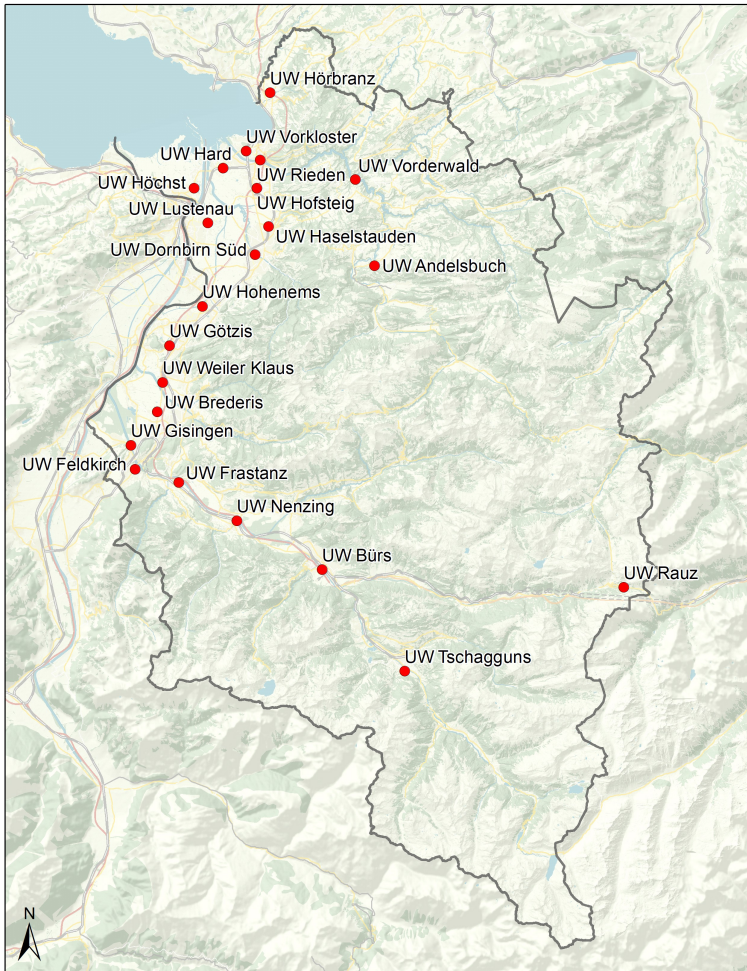 UW Hörbranz
UW Vorkloster
UW Hard
UW Rieden
UW Vorderwald
UW Höchst
UW Hofsteig
UW Lustenau
UW Haselstauden
UW Dornbirn Süd
UW Andelsbuch
UW Hohenems
UW Götzis
UW Weiler Klaus
UW Brederis
UW Gisingen
UW Feldkirch
UW Frastanz
UW Nenzing
UW Bürs
UW Rauz
UW Tschagguns
N